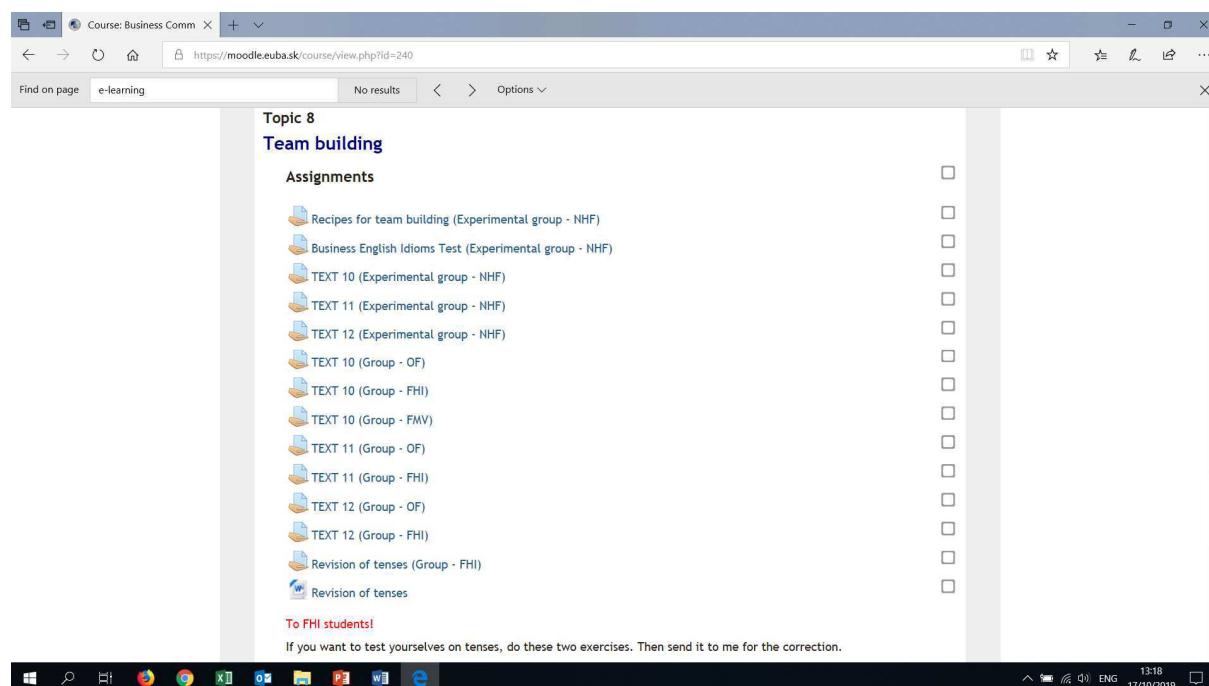 Course: Business Comm
https://moodle.euba.sk/course/view.php?id=240
Find on page e-learning No results Options
Topic 8
Team building
Assignments
Recipes for team building (Experimental group - NHF)
Business English Idioms Test (Experimental group - NHF)
TEXT 10 (Experimental group - NHF)
TEXT 11 (Experimental group - NHF)
TEXT 12 (Experimental group - NHF)
TEXT 10 (Group - OF)
TEXT 10 (Group - FHI)
TEXT 10 (Group - FMV)
TEXT 11 (Group - OF)
TEXT 11 (Group - FHI)
TEXT 12 (Group - OF)
TEXT 12 (Group - FHI)
Revision of tenses (Group - FHI)
Revision of tenses
To FHI students!
If you want to test yourselves on tenses, do these two exercises. Then send it to me for the correction.
ENG 13:18
17/10/2019